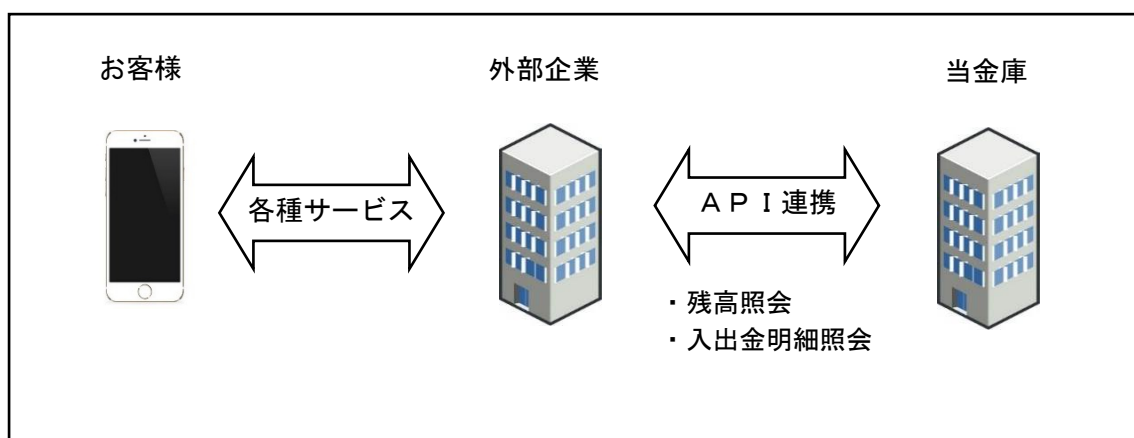 お客様
外部企業
当金庫
各種サービス
ＡＰＩ連携
・残高照会
・入出金明細照会